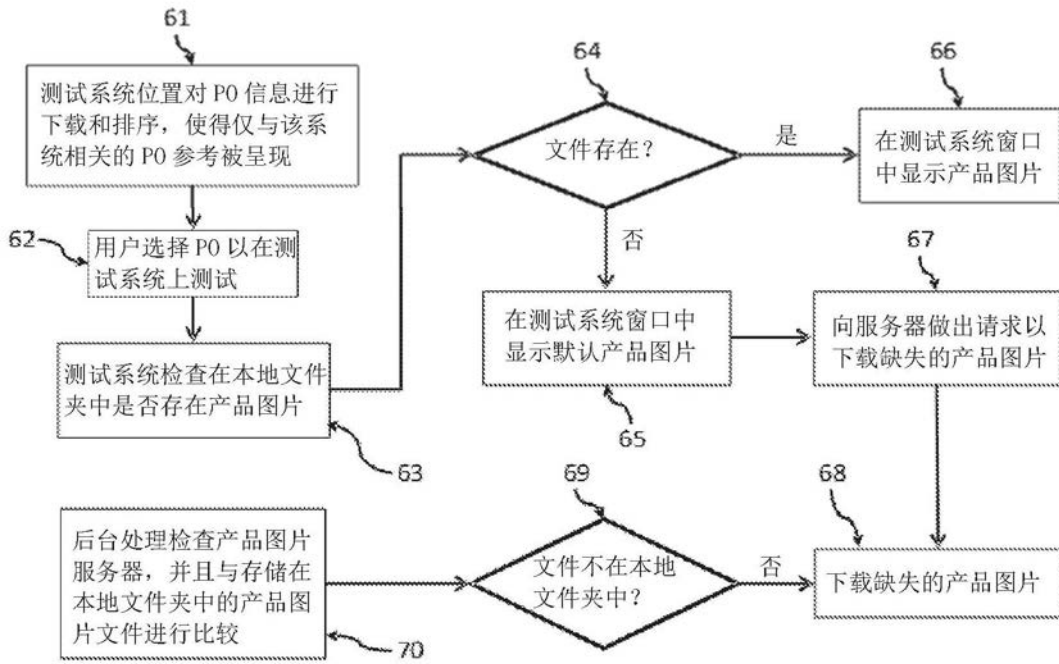 61
测试系统位置对 PO 信息进行
下载和排序，使得仅与该系
统相关的 PO 参考被呈现
62
用户选择 PO 以在测
试系统上测试
测试系统检查在本地文件
夹中是否存在产品图片
63
64
文件存在？
是
否
66
在测试系统窗口
中显示产品图片
在测试系统窗口中
显示默认产品图片
65
67
向服务器做出请求以
下载缺失的产品图片
后台处理检查产品图片
服务器，并且与存储在
本地文件夹中的产品图
片文件进行比较
70
69
文件不在本地
文件夹中？
否
68
下载缺失的产品图片